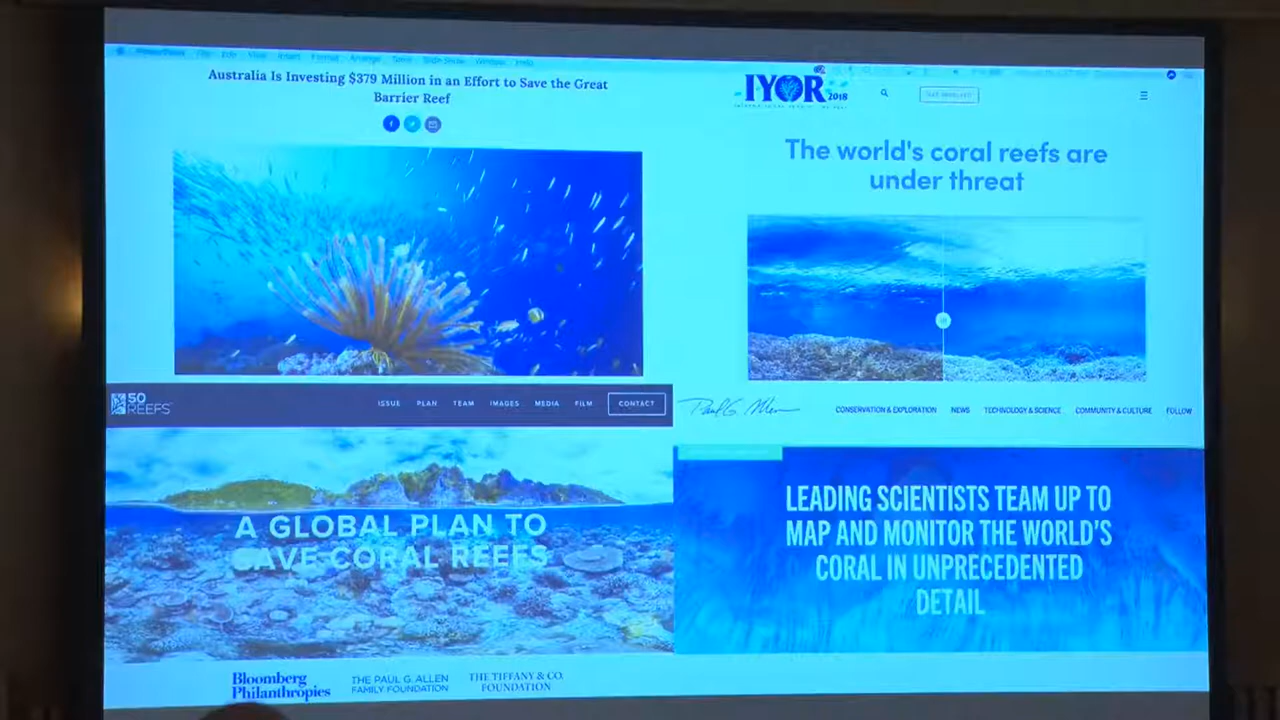 Australia Is Investing $379 Million in an Effort to Save the Great
Barrier Reef
IYOR 2018
The world's coral reefs are
under threat
50
REEFS
ISSUE PLAN TEAM IMAGES MEDIA FILM CONTACT
A GLOBAL PLAN TO
SAVE CORAL REEFS
Paul G. Allen
CONSERVATION & EXPLORATION NEWS TECHNOLOGY & SCIENCE COMMUNITY & CULTURE FOLLOW
LEADING SCIENTISTS TEAM UP TO
MAP AND MONITOR THE WORLD'S
CORAL IN UNPRECEDENTED
DETAIL
Bloomberg
Philanthropies
THE PAUL G. ALLEN
FAMILY FOUNDATION
THE TIFFANY & CO.
FOUNDATION